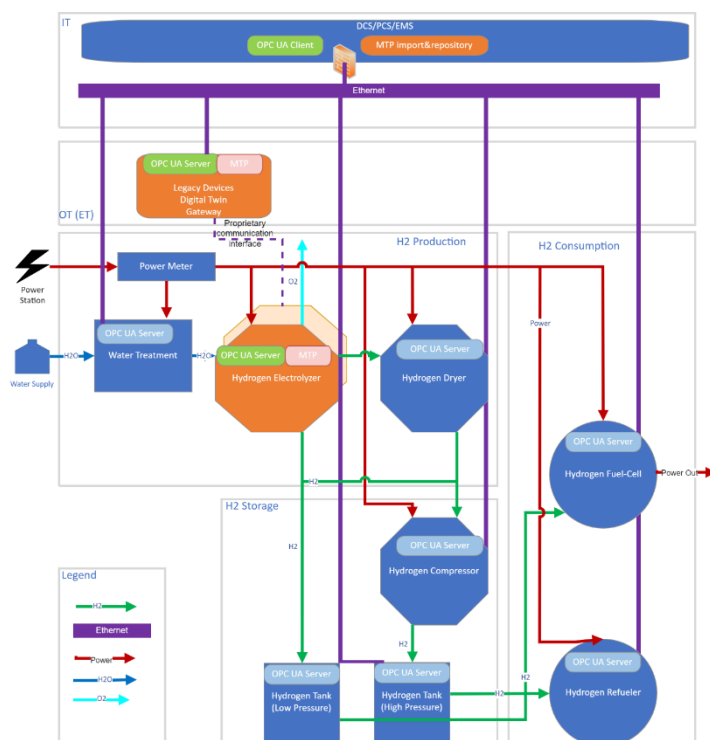 IT
DCS/PCS/EMS
OPC UA Client
MTP Import&repository
Ethernet
OPC UA Server
MTP
Legacy Devices
Digital Twin
Gateway
OT (ET)
Proprietary
communication
interface
H2 Production
H2 Consumption
Power
Station
Power Meter
O2
Power
OPC UA Server
Water Treatment
H2O
Water Supply
H2O
OPC UA Server
MTP
Hydrogen Electrolyzer
OPC UA Server
Hydrogen Dryer
OPC UA Server
Hydrogen Fuel-Cell
Power Out
H2
H2 Storage
H2
OPC UA Server
Hydrogen Compressor
H2
Legend
H2
Ethernet
Power
H2O
O2
OPC UA Server
Hydrogen Tank
(Low Pressure)
OPC UA Server
Hydrogen Tank
(High Pressure)
H2
H2
OPC UA Server
Hydrogen Refueler